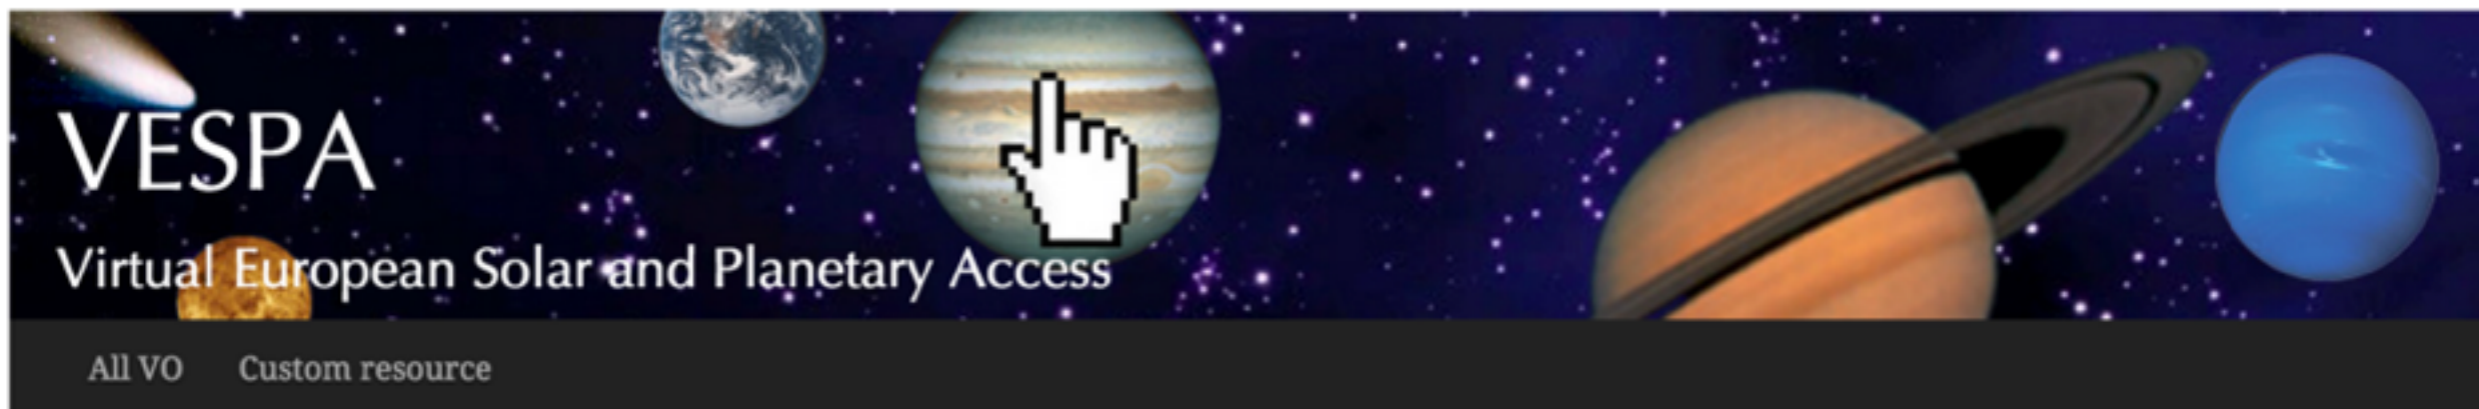 VESPA
Virtual European Solar and Planetary Access
All VO Custom resource